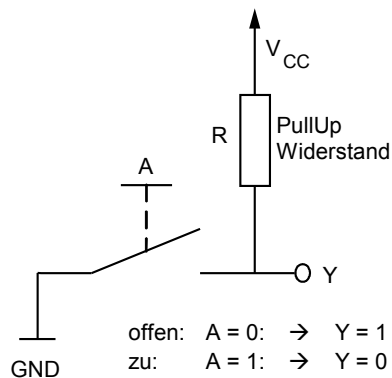 V CC
R
PullUp
Widerstand
A
Y
offen: A = 0: → Y = 1
zu: A = 1: → Y = 0
GND